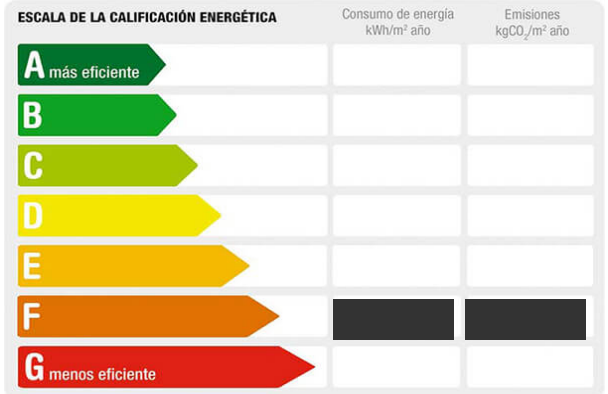 ESCALA DE LA CALIFICACIÓN ENERGÉTICA
Consumo de energía
kWh/m² año
Emisiones
kgCO₂/m² año
A más eficiente
B
C
D
E
F
G menos eficiente